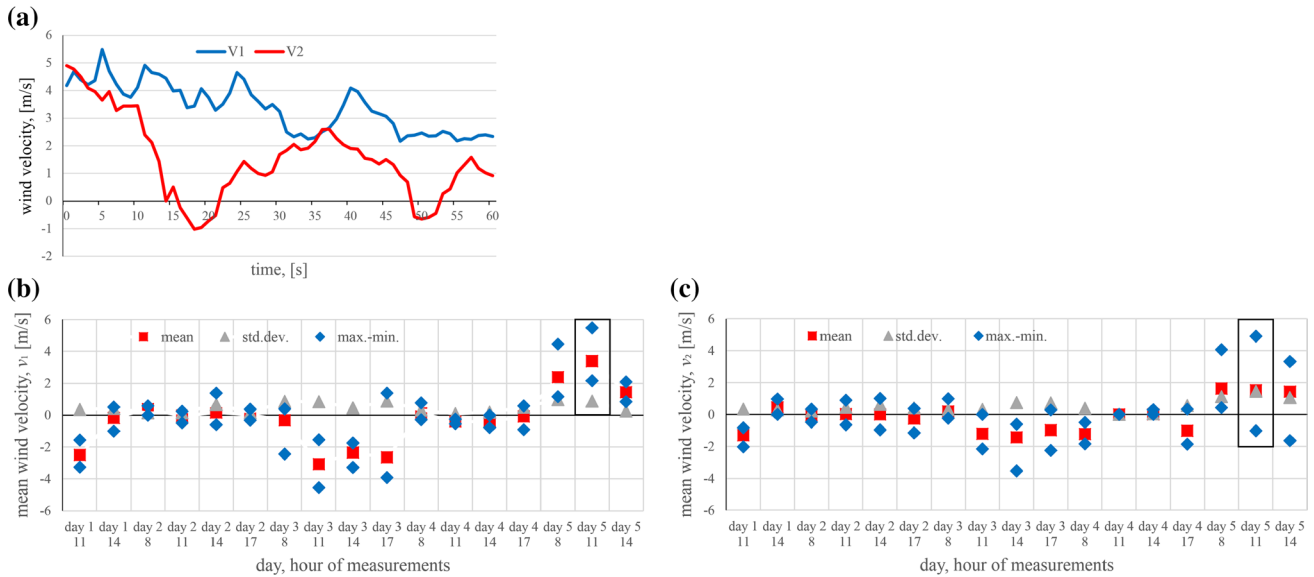 (a)
6
5
4
3
2
1
0
-1
-2
wind velocity, [m/s]
V1 V2
0 5 10 15 20 25 30 35 40 45 50 55 60
time, [s]
(b)
6
4
2
0
-2
-4
-6
mean wind velocity, v₁ [m/s]
mean std.dev. max.-min.
day 1 day 1 day 2 day 2 day 2 day 2 day 3 day 3 day 3 day 3 day 4 day 4 day 4 day 4 day 5 day 5 day 5
11 14 8 11 14 17 8 11 14 17 8 11 14 17 8 11 14
day, hour of measurements
(c)
6
4
2
0
-2
-4
-6
mean wind velocity, v₂ [m/s]
mean std.dev. max.-min.
day 1 day 1 day 2 day 2 day 2 day 2 day 3 day 3 day 3 day 3 day 4 day 4 day 4 day 4 day 5 day 5 day 5
11 14 8 11 14 17 8 11 14 17 8 11 14 17 8 11 14
day, hour of measurements